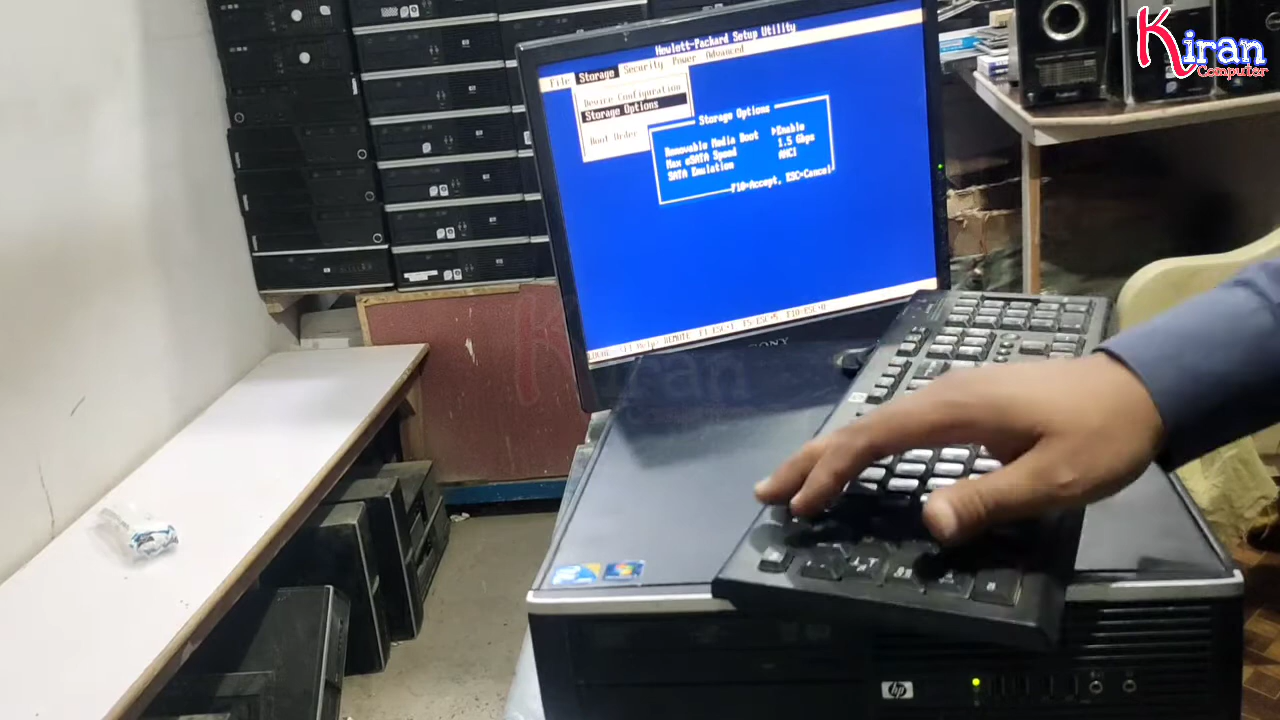 Kiran
Computer
Hewlett-Packard Setup Utility
File Storage Security Power Advanced
Device Configuration
Storage Options
Boot Order
Storage Options
Removable Media Boot ▸Enable
Max eSATA Speed 1.5 Gbps
SATA Emulation AHCI
F10=Accept, ESC=Cancel
SONY
Kiran
hp